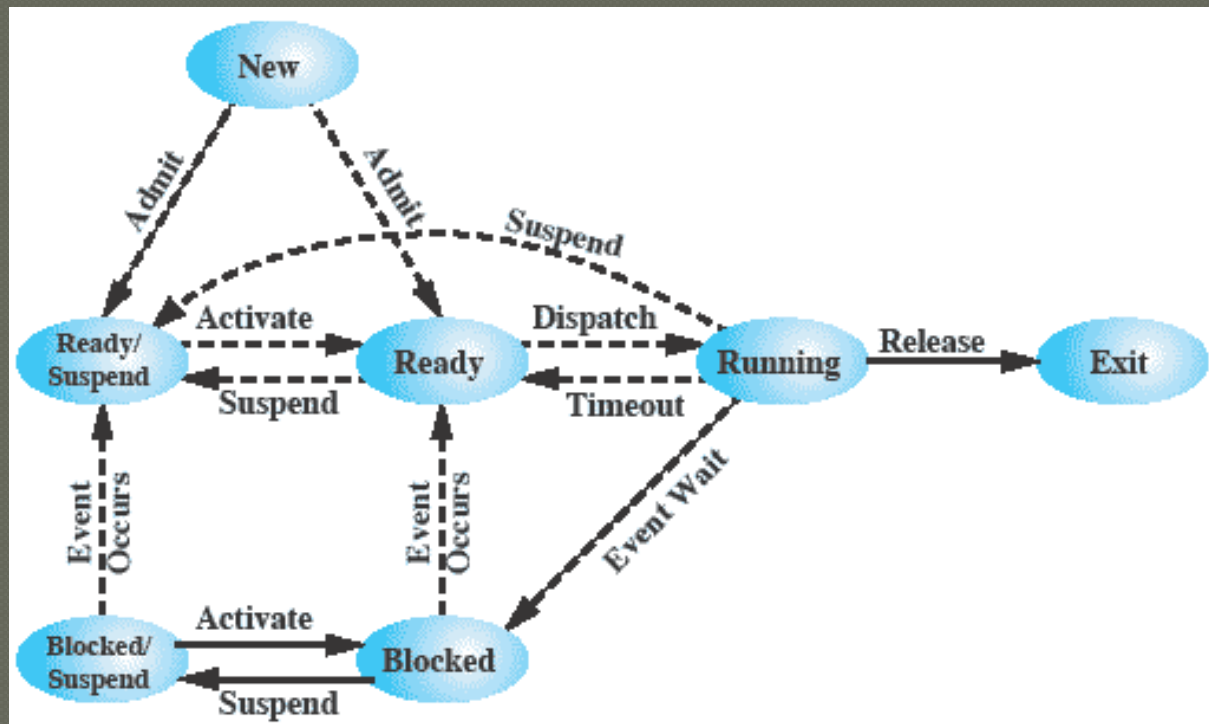 New
Admit
Admit
Suspend
Activate
Dispatch
Release
Ready/
Suspend
Ready
Running
Exit
Suspend
Timeout
Event
Occurs
Event
Occurs
Event Wait
Activate
Blocked/
Suspend
Blocked
Suspend